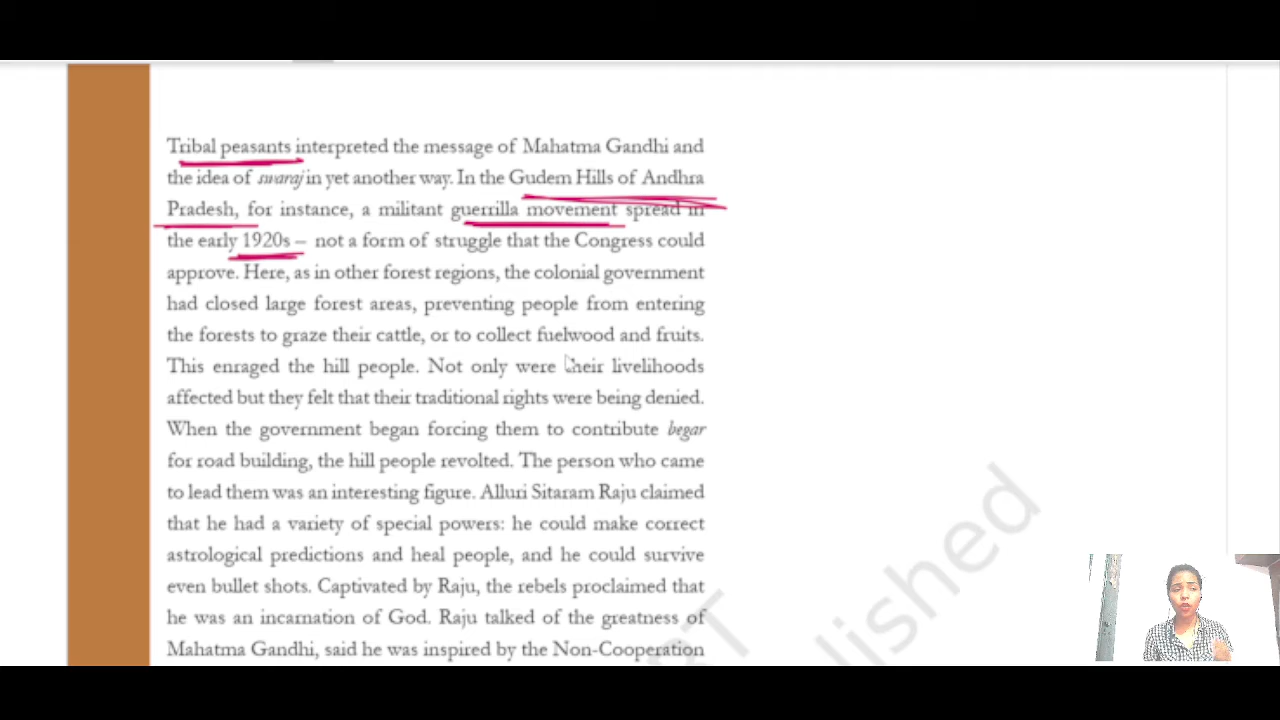 Tribal peasants interpreted the message of Mahatma Gandhi and
the idea of swaraj in yet another way. In the Gudem Hills of Andhra
Pradesh, for instance, a militant guerrilla movement spread in
the early 1920s – not a form of struggle that the Congress could
approve. Here, as in other forest regions, the colonial government
had closed large forest areas, preventing people from entering
the forests to graze their cattle, or to collect fuelwood and fruits.
This enraged the hill people. Not only were their livelihoods
affected but they felt that their traditional rights were being denied.
When the government began forcing them to contribute begar
for road building, the hill people revolted. The person who came
to lead them was an interesting figure. Alluri Sitaram Raju claimed
that he had a variety of special powers: he could make correct
astrological predictions and heal people, and he could survive
even bullet shots. Captivated by Raju, the rebels proclaimed that
he was an incarnation of God. Raju talked of the greatness of
Mahatma Gandhi, said he was inspired by the Non-Cooperation